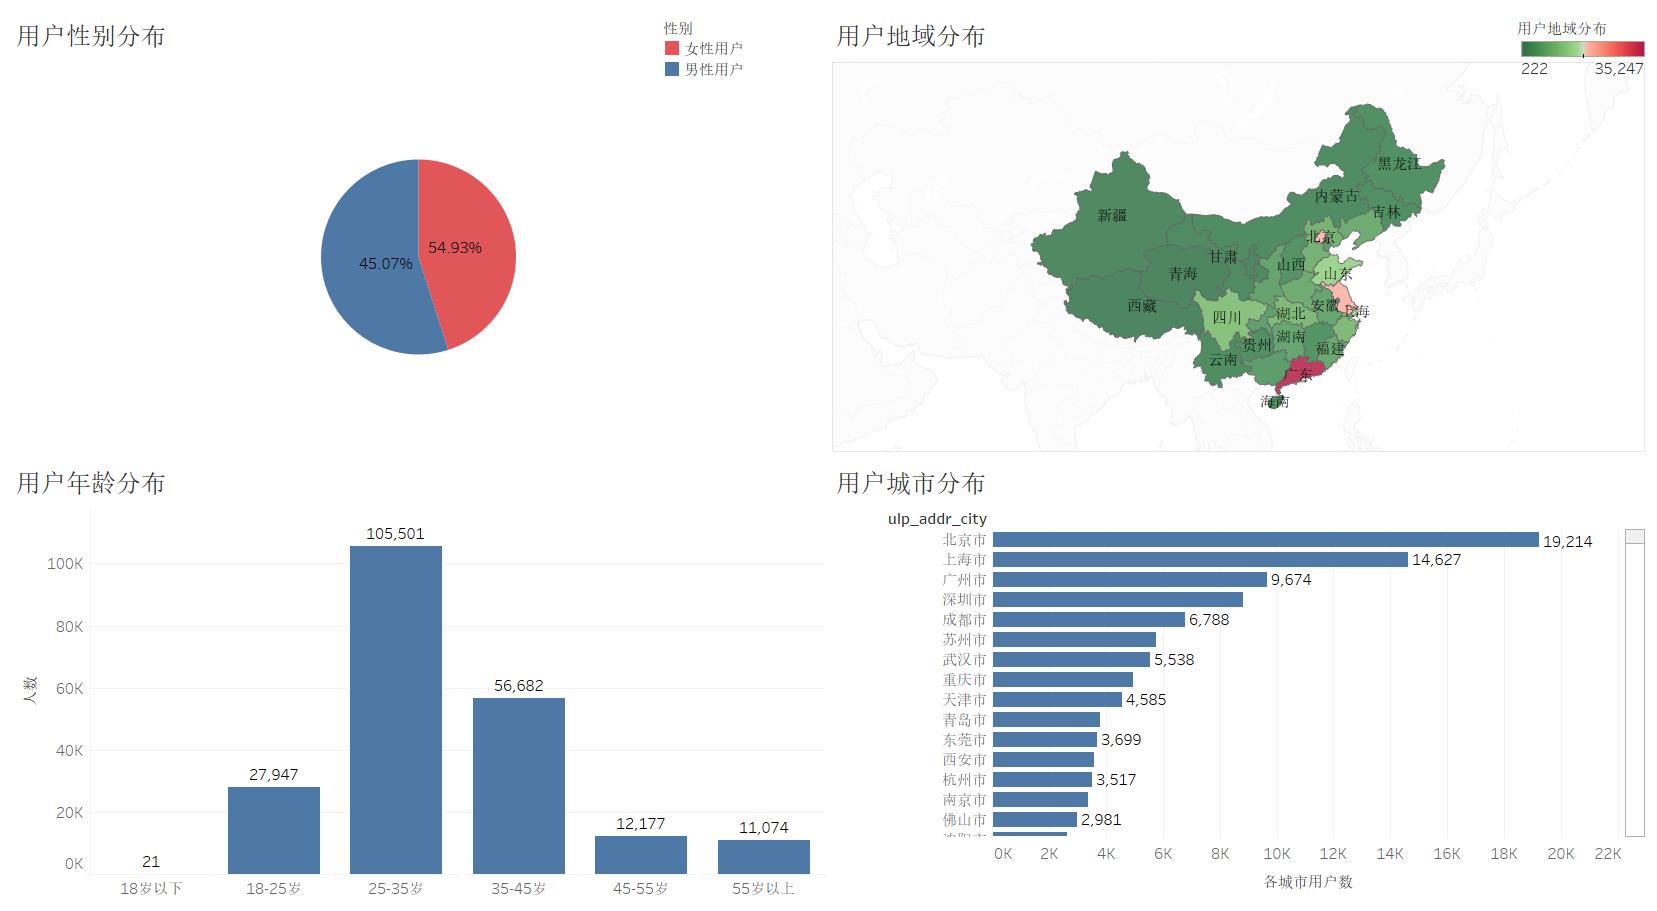 用户性别分布
性别
女性用户
男性用户
45.07%
54.93%
用户地域分布
用户地域分布
222
35,247
黑龙江
内蒙古
吉林
新疆
北京
甘肃
山西
青海
山东
西藏
四川
湖北
安徽
上海
湖南
贵州
福建
云南
广东
海南
用户年龄分布
人数
100K
80K
60K
40K
20K
0K
21
27,947
105,501
56,682
12,177
11,074
18岁以下
18-25岁
25-35岁
35-45岁
45-55岁
55岁以上
用户城市分布
ulp_addr_city
北京市 19,214
上海市 14,627
广州市 9,674
深圳市
成都市 6,788
苏州市
武汉市 5,538
重庆市
天津市 4,585
青岛市
东莞市 3,699
西安市
杭州市 3,517
南京市
佛山市 2,981
0K 2K 4K 6K 8K 10K 12K 14K 16K 18K 20K 22K
各城市用户数